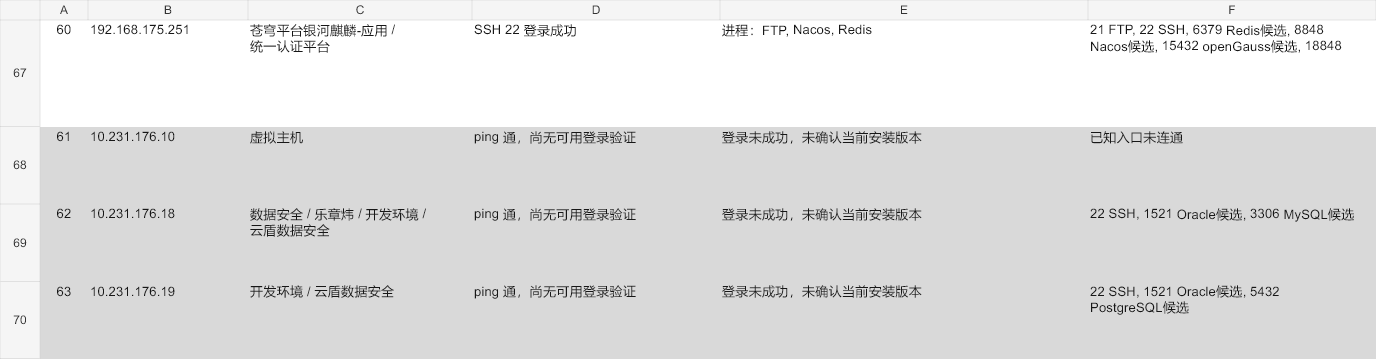 A B C D E F
67 60 192.168.175.251 苍穹平台银河麒麟-应用 / SSH 22 登录成功 进程：FTP, Nacos, Redis 21 FTP, 22 SSH, 6379 Redis候选, 8848
统一认证平台 Nacos候选, 15432 openGauss候选, 18848
68 61 10.231.176.10 虚拟主机 ping 通，尚无可用登录验证 登录未成功，未确认当前安装版本 已知入口未连通
69 62 10.231.176.18 数据安全 / 乐章炜 / 开发环境 / ping 通，尚无可用登录验证 登录未成功，未确认当前安装版本 22 SSH, 1521 Oracle候选, 3306 MySQL候选
云盾数据安全
70 63 10.231.176.19 开发环境 / 云盾数据安全 ping 通，尚无可用登录验证 登录未成功，未确认当前安装版本 22 SSH, 1521 Oracle候选, 5432
PostgreSQL候选